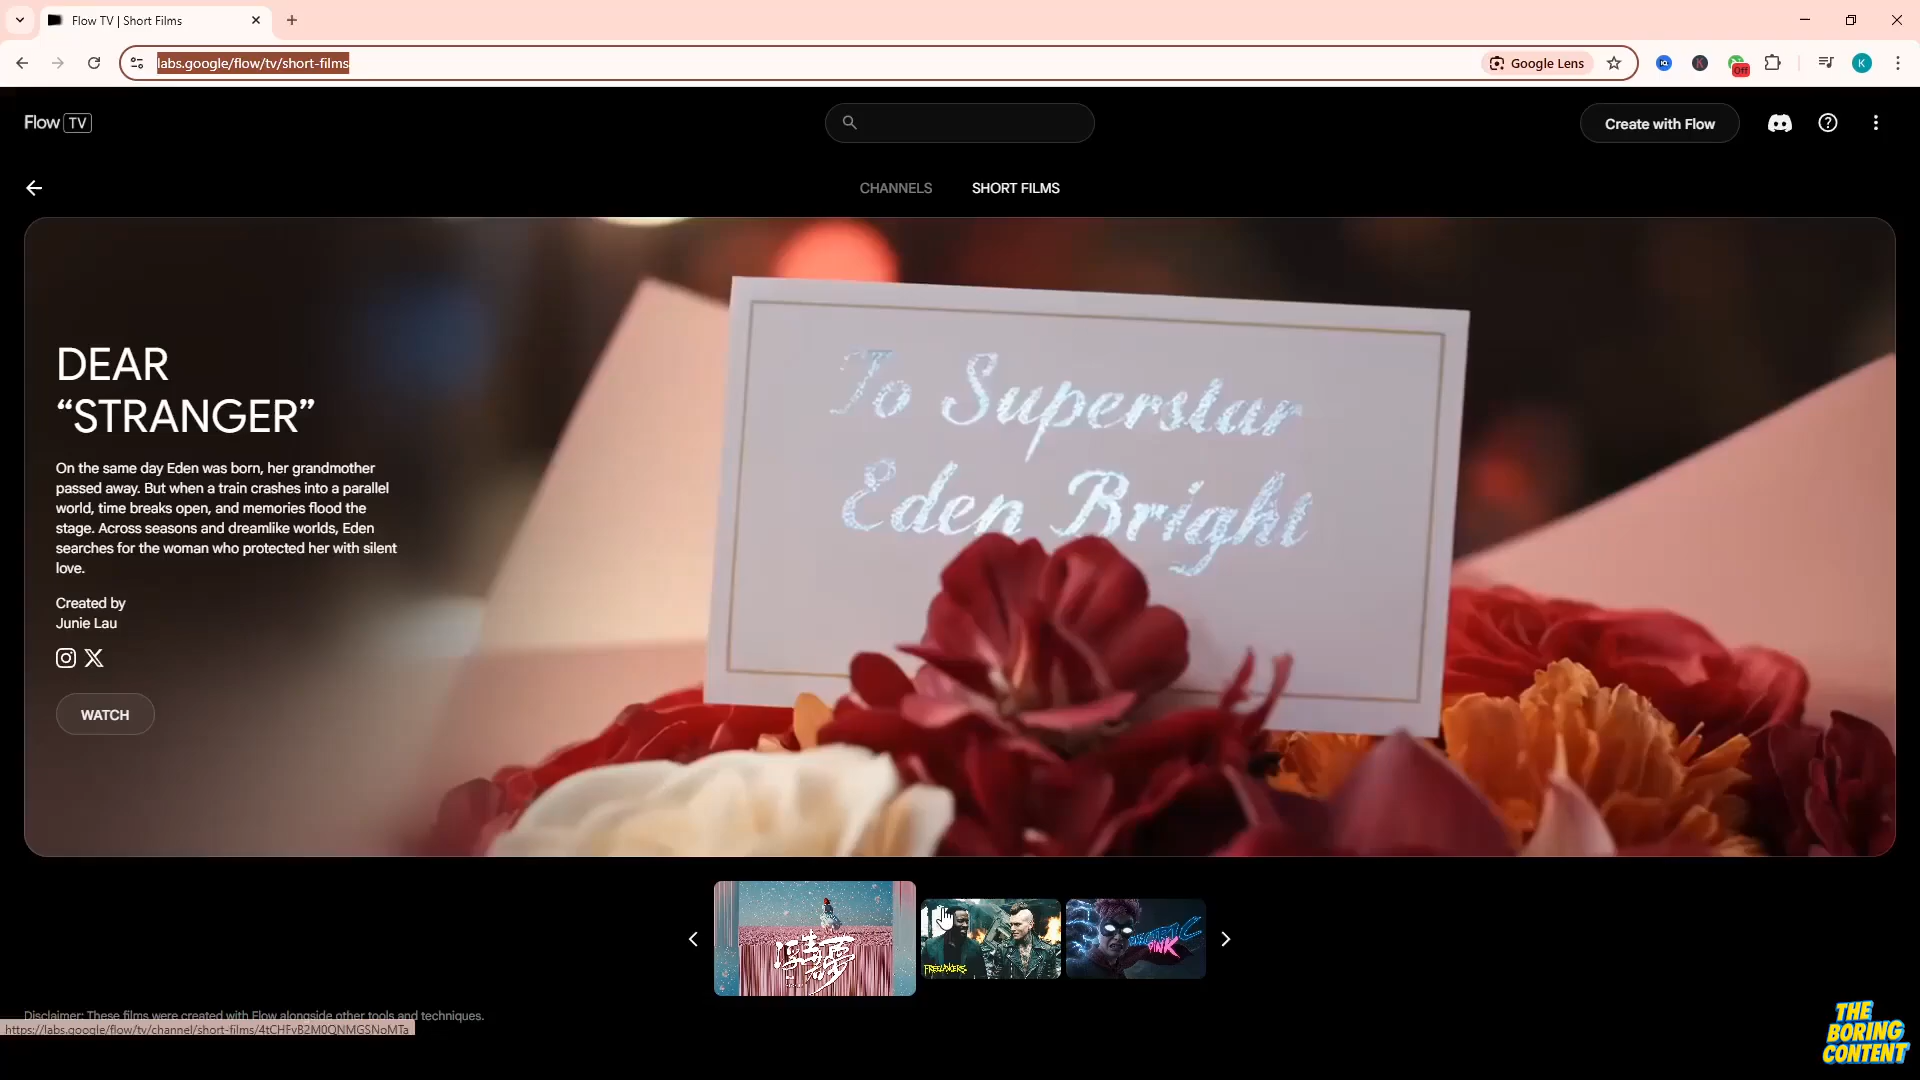 Flow TV | Short Films
labs.google/flow/tv/short-films
Google Lens
Off
K
Flow TV
Create with Flow
CHANNELS
SHORT FILMS
To Superstar
Eden Bright
DEAR
“STRANGER”
On the same day Eden was born, her grandmother
passed away. But when a train crashes into a parallel
world, time breaks open, and memories flood the
stage. Across seasons and dreamlike worlds, Eden
searches for the woman who protected her with silent
love.
Created by
Junie Lau
WATCH
FREELANCERS
PINK
Disclaimer: These films were created with Flow alongside other tools and techniques.
https://labs.google/flow/tv/channel/short-films/4tCHFvB2M0QNMGSNoMTa
THE
BORING
CONTENT